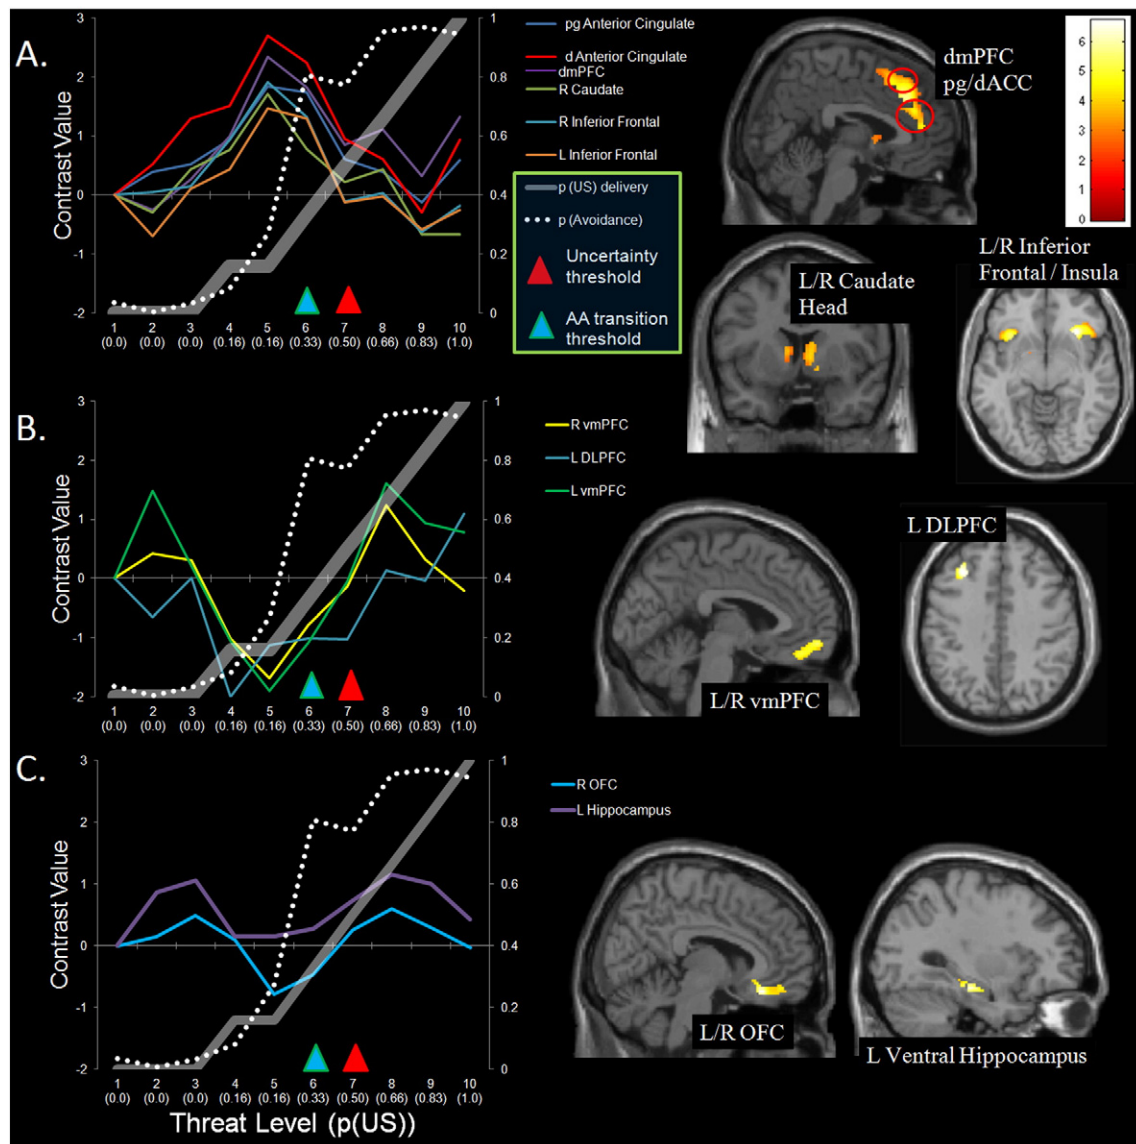 A.
3
2
1
0
-1
-2
Contrast Value
1
0.8
0.6
0.4
0.2
0
1 2 3 4 5 6 7 8 9 10
(0.0) (0.0) (0.0) (0.16) (0.16) (0.33) (0.50) (0.66) (0.83) (1.0)
pg Anterior Cingulate
d Anterior Cingulate
dmPFC
R Caudate
R Inferior Frontal
L Inferior Frontal
p (US) delivery
p (Avoidance)
Uncertainty
threshold
AA transition
threshold
dmPFC
pg/dACC
6
5
4
3
2
1
0
L/R Caudate
Head
L/R Inferior
Frontal / Insula
B.
3
2
1
0
-1
-2
Contrast Value
1
0.8
0.6
0.4
0.2
0
1 2 3 4 5 6 7 8 9 10
(0.0) (0.0) (0.0) (0.16) (0.16) (0.33) (0.50) (0.66) (0.83) (1.0)
R vmPFC
L DLPFC
L vmPFC
L/R vmPFC
L DLPFC
C.
3
2
1
0
-1
-2
Contrast Value
1
0.8
0.6
0.4
0.2
0
1 2 3 4 5 6 7 8 9 10
(0.0) (0.0) (0.0) (0.16) (0.16) (0.33) (0.50) (0.66) (0.83) (1.0)
Threat Level (p(US))
R OFC
L Hippocampus
L/R OFC
L Ventral Hippocampus